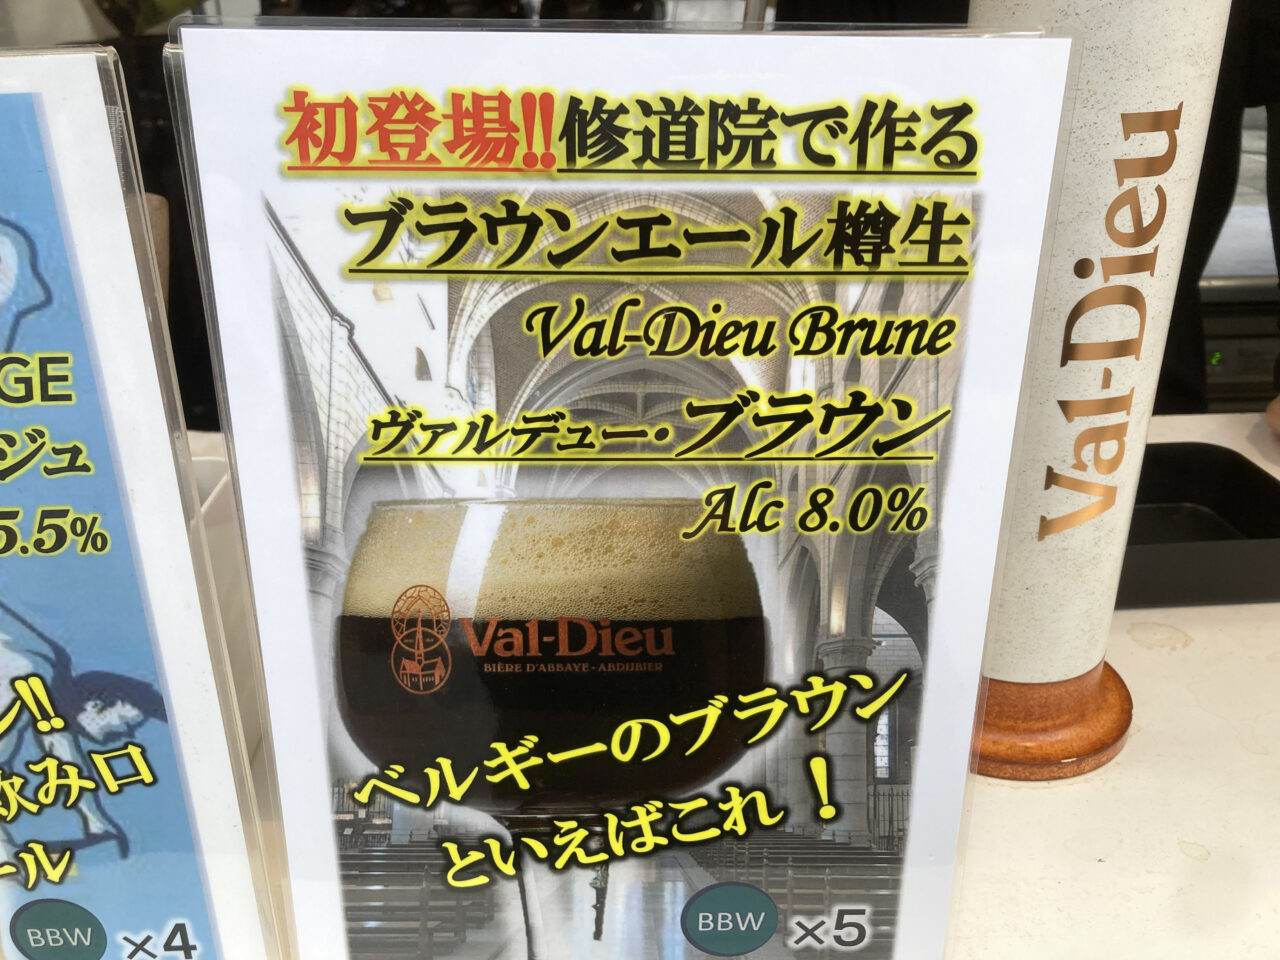 初登場!!修道院で作る
ブラウンエール樽生
Val-Dieu Brune
ヴァルデュー・ブラウン
Alc 8.0%
Val-Dieu
BIÈRE D'ABBAYE - ABDIJBIER
ベルギーのブラウン
といえばこれ！
BBW ×5
Val-Dieu
GE
ジュ
5.5%
ン!!
飲み口
ール
BBW ×4